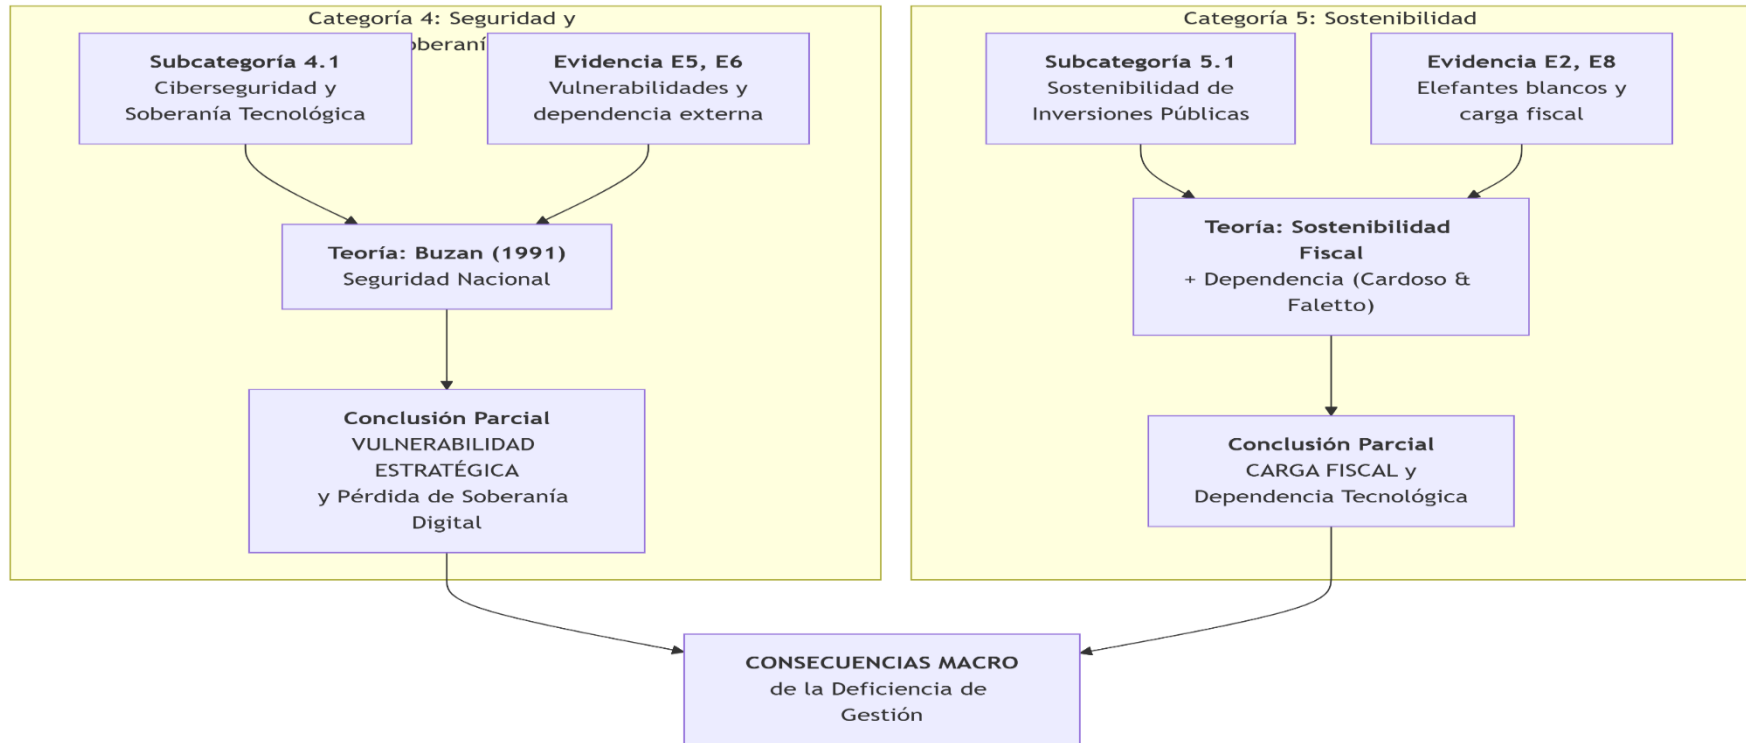 Categoría 4: Seguridad y
oberaní
Subcategoría 4.1
Ciberseguridad y
Soberanía Tecnológica
Evidencia E5, E6
Vulnerabilidades y
dependencia externa
Teoría: Buzan (1991)
Seguridad Nacional
Conclusión Parcial
VULNERABILIDAD
ESTRATÉGICA
y Pérdida de Soberanía
Digital
Categoría 5: Sostenibilidad
Subcategoría 5.1
Sostenibilidad de
Inversiones Públicas
Evidencia E2, E8
Elefantes blancos y
carga fiscal
Teoría: Sostenibilidad
Fiscal
+ Dependencia (Cardoso &
Faletto)
Conclusión Parcial
CARGA FISCAL y
Dependencia Tecnológica
CONSECUENCIAS MACRO
de la Deficiencia de
Gestión